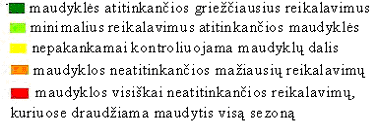 maudyklės atitinkančios griežčiausius reikalavimus
minimalius reikalavimus atitinkančios maudyklės
nepakankamai kontroliuojama maudyklų dalis
maudyklos neatitinkančios mažiausių reikalavimų
maudyklos visiškai neatitinkančios reikalavimų,
kuriuose draudžiama maudytis visą sezoną